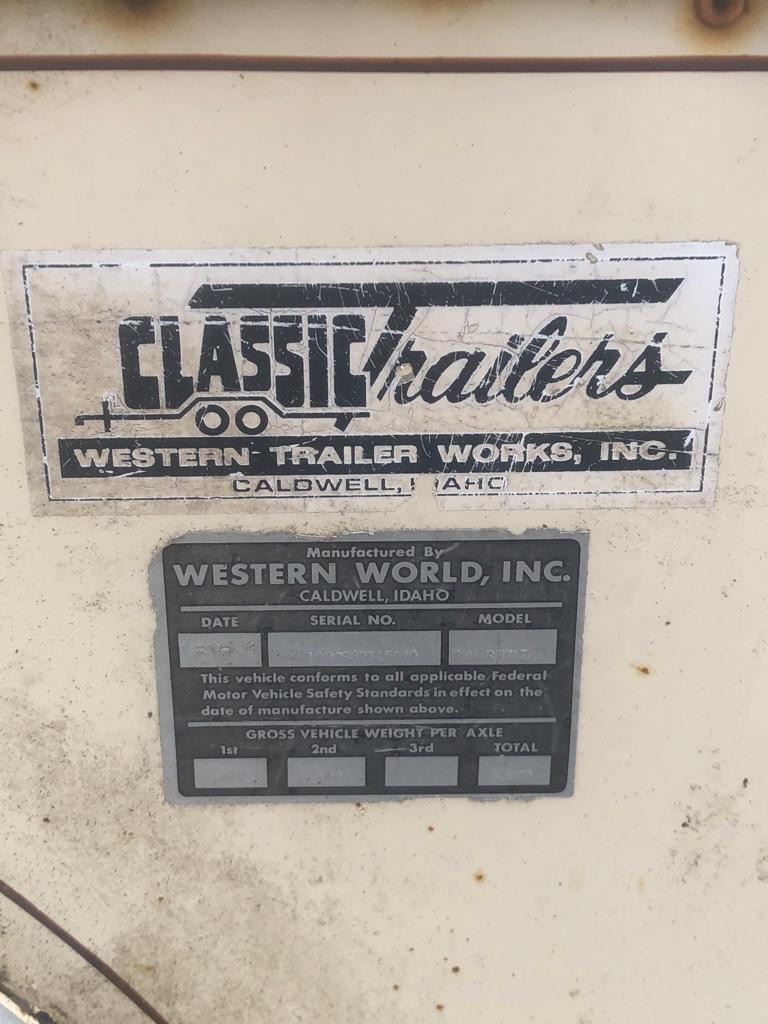 CLASSIC Trailers
WESTERN TRAILER WORKS, INC.
CALDWELL, IDAHO
Manufactured By
WESTERN WORLD, INC.
CALDWELL, IDAHO
DATE SERIAL NO. MODEL
This vehicle conforms to all applicable Federal
Motor Vehicle Safety Standards in effect on the
date of manufacture shown above.
GROSS VEHICLE WEIGHT PER AXLE
1st 2nd 3rd TOTAL